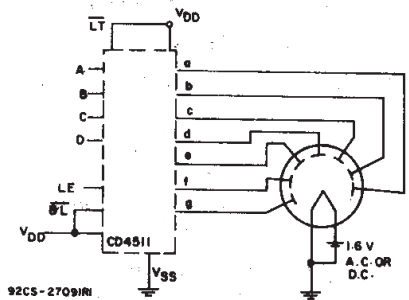 LT
VDD
A
B
C
D
LE
BL
VDD
a
b
c
d
e
f
g
CD4511
VSS
1.6 V
A.C. OR
D.C.
92CS-27091R1